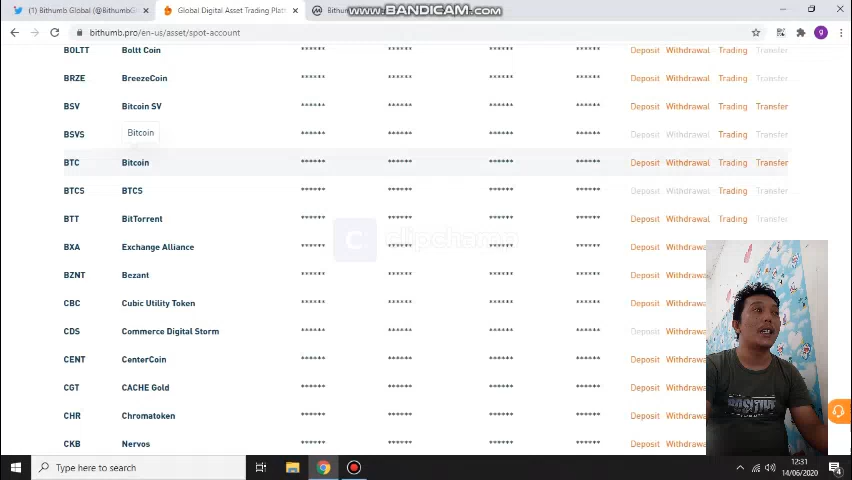 (1) Bithumb Global (@BithumbGl
Global Digital Asset Trading Platf
Bithum
WWW.BANDICAM.COM
bithumb.pro/en-us/asset/spot-account
g
BOLTT Boltt Coin ****** ****** ****** ****** Deposit Withdrawal Trading Transfer
BRZE BreezeCoin ****** ****** ****** ****** Deposit Withdrawal Trading Transfer
BSV Bitcoin SV ****** ****** ****** ****** Deposit Withdrawal Trading Transfer
Bitcoin
BSVS ****** ****** ****** ****** Deposit Withdrawal Trading Transfer
BTC Bitcoin ****** ****** ****** ****** Deposit Withdrawal Trading Transfer
BTCS BTCS ****** ****** ****** ****** Deposit Withdrawal Trading Transfer
BTT BitTorrent ****** ****** ****** ****** Deposit Withdrawal Trading Transfer
C clipchamp
BXA Exchange Alliance ****** ****** ****** ****** Deposit Withdrawal
BZNT Bezant ****** ****** ****** ****** Deposit Withdrawal
CBC Cubic Utility Token ****** ****** ****** ****** Deposit Withdrawal
CDS Commerce Digital Storm ****** ****** ****** ****** Deposit Withdrawal
CENT CenterCoin ****** ****** ****** ****** Deposit Withdrawal
CGT CACHE Gold ****** ****** ****** ****** Deposit Withdrawal
CHR Chromatoken ****** ****** ****** ****** Deposit Withdrawal
CKB Nervos ****** ****** ****** ****** Deposit Withdrawal
POSITIVE
Type here to search
12:31
14/06/2020
4